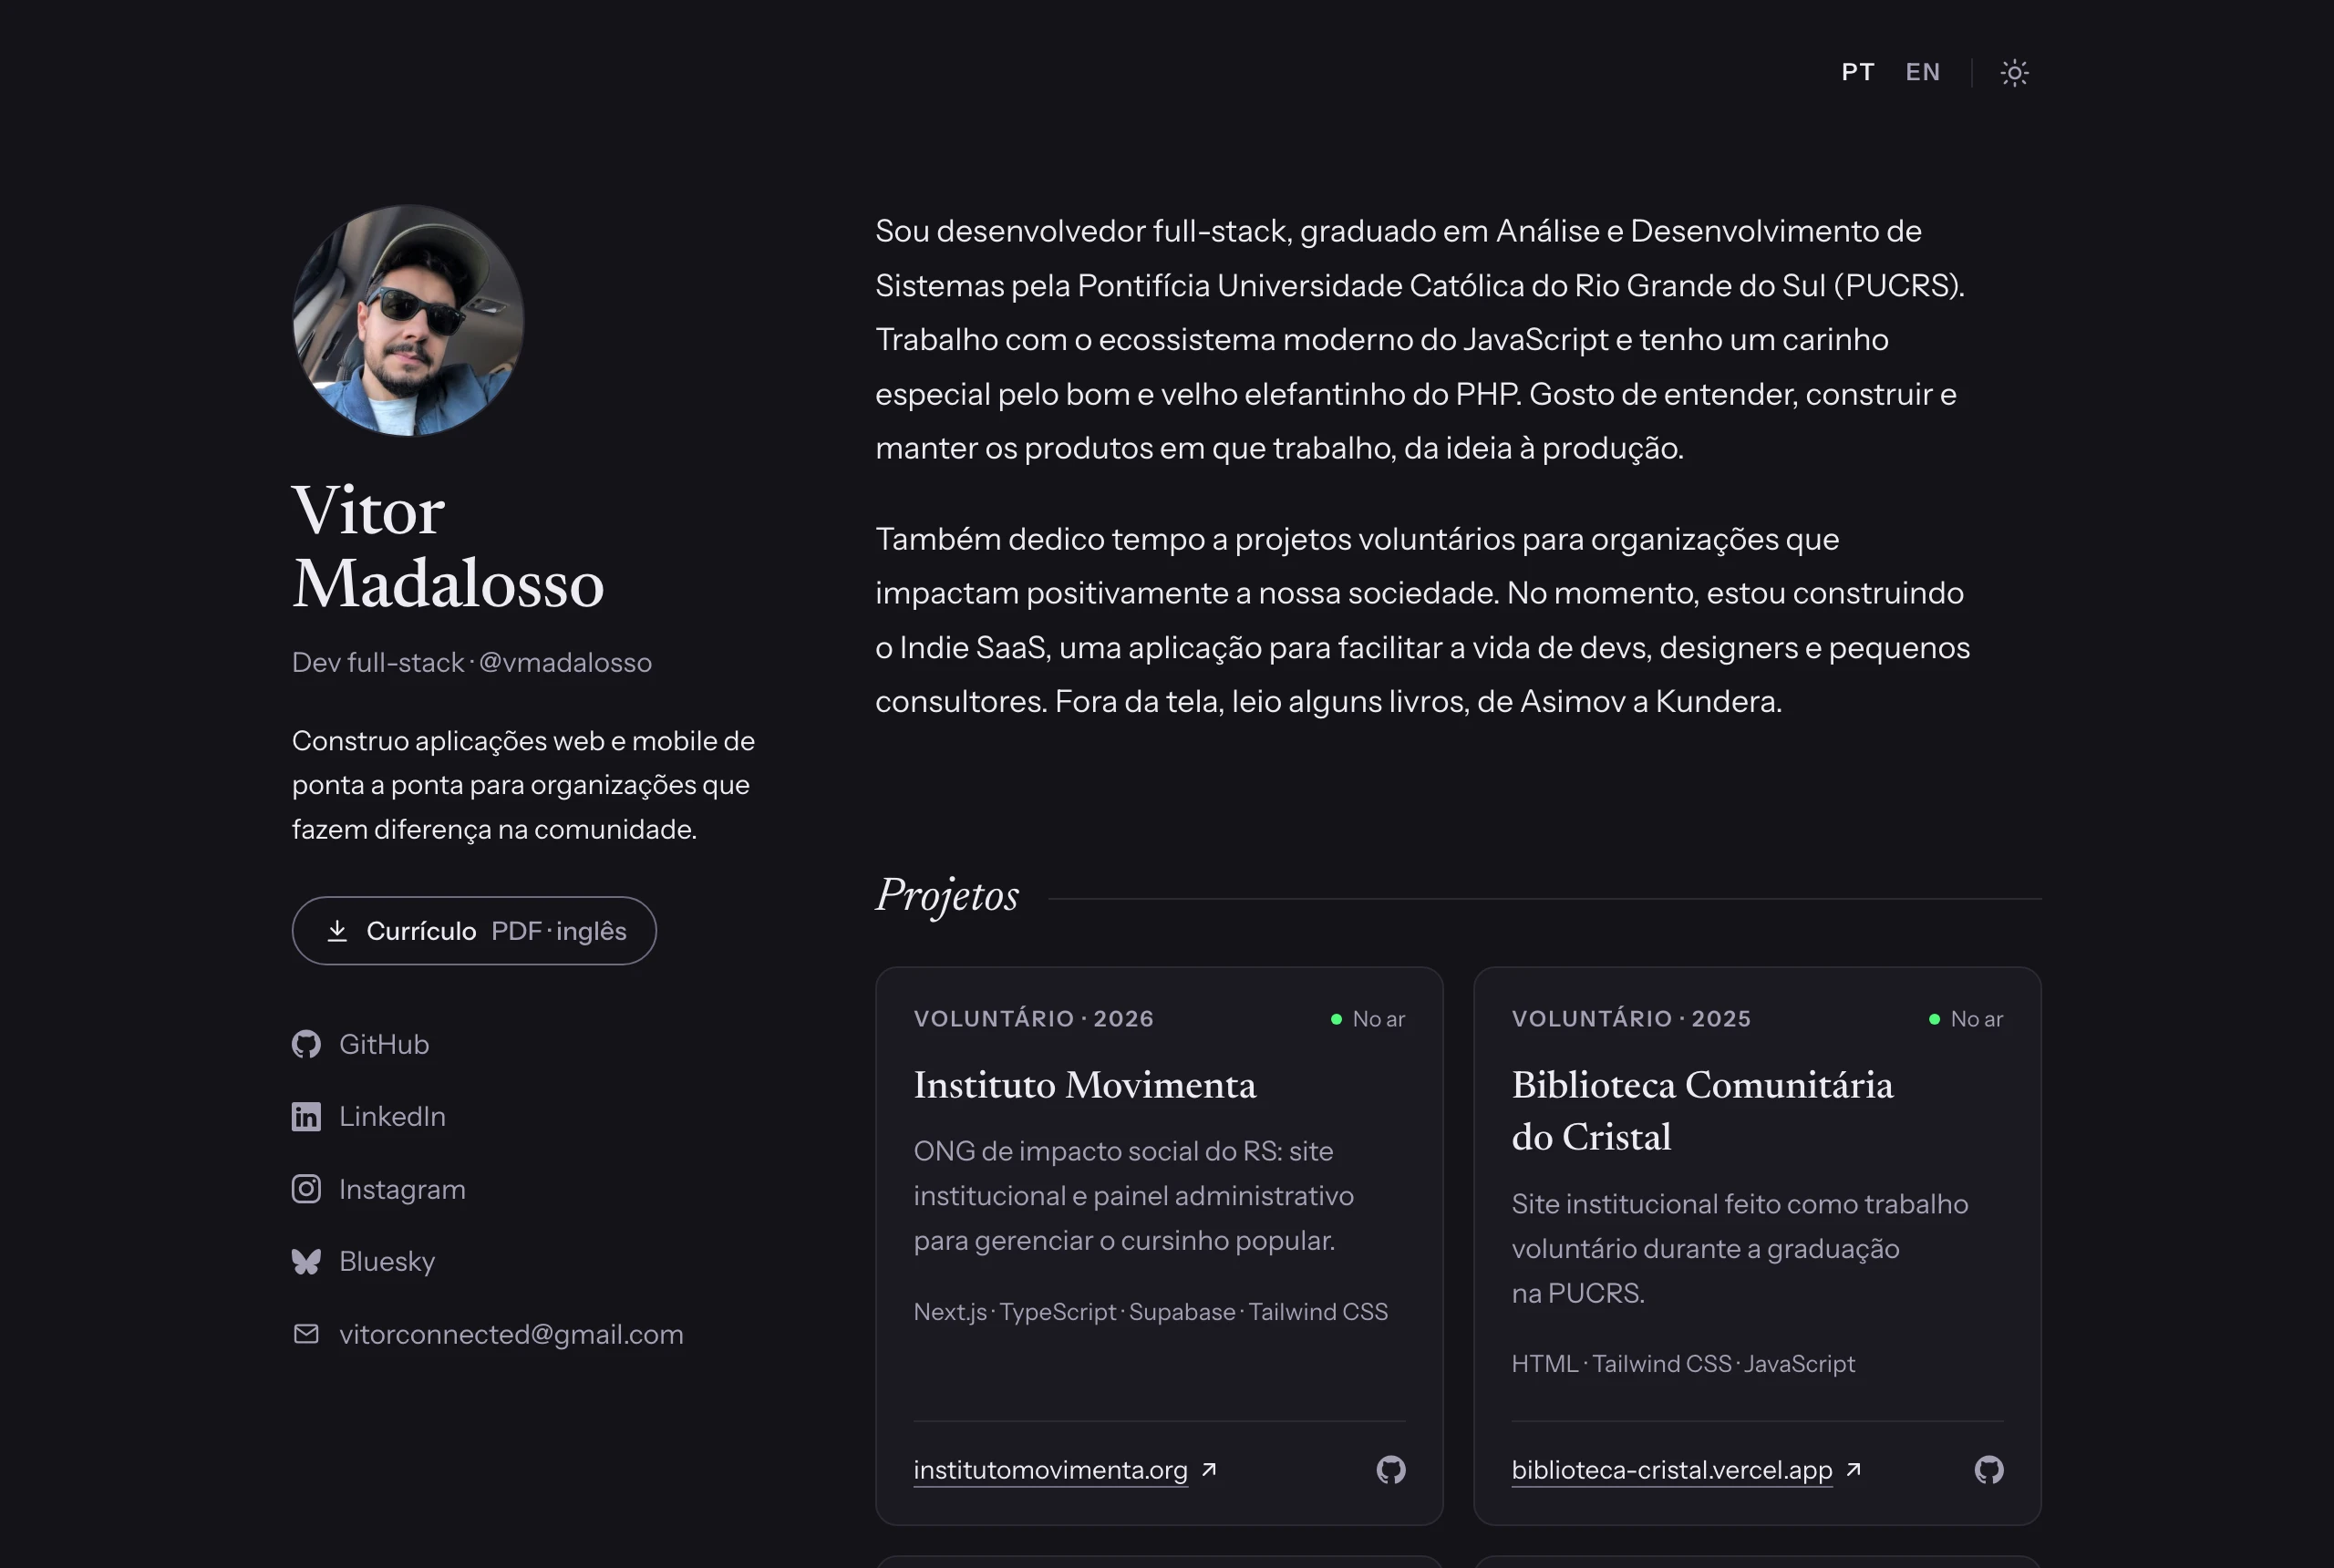 PT EN
Vitor
Madalosso
Dev full-stack · @vmadalosso
Construo aplicações web e mobile de
ponta a ponta para organizações que
fazem diferença na comunidade.
Currículo PDF · inglês
GitHub
LinkedIn
Instagram
Bluesky
vitorconnected@gmail.com
Sou desenvolvedor full-stack, graduado em Análise e Desenvolvimento de
Sistemas pela Pontifícia Universidade Católica do Rio Grande do Sul (PUCRS).
Trabalho com o ecossistema moderno do JavaScript e tenho um carinho
especial pelo bom e velho elefantinho do PHP. Gosto de entender, construir e
manter os produtos em que trabalho, da ideia à produção.
Também dedico tempo a projetos voluntários para organizações que
impactam positivamente a nossa sociedade. No momento, estou construindo
o Indie SaaS, uma aplicação para facilitar a vida de devs, designers e pequenos
consultores. Fora da tela, leio alguns livros, de Asimov a Kundera.
Projetos
VOLUNTÁRIO · 2026 No ar
Instituto Movimenta
ONG de impacto social do RS: site
institucional e painel administrativo
para gerenciar o cursinho popular.
Next.js · TypeScript · Supabase · Tailwind CSS
institutomovimenta.org ↗
VOLUNTÁRIO · 2025 No ar
Biblioteca Comunitária
do Cristal
Site institucional feito como trabalho
voluntário durante a graduação
na PUCRS.
HTML · Tailwind CSS · JavaScript
biblioteca-cristal.vercel.app ↗